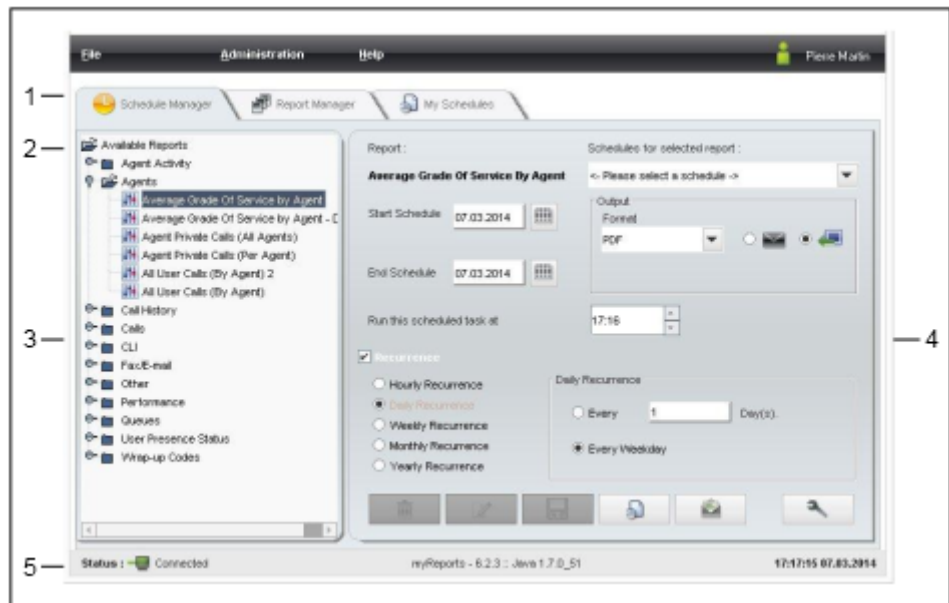 File Administration Help Pierre Martin
1
Schedule Manager Report Manager My Schedules
2
Available Reports
Agent Activity
Agents
Average Grade Of Service by Agent
Average Grade Of Service by Agent - D
Agent Private Calls (All Agents)
Agent Private Calls (Per Agent)
All User Calls (By Agent) 2
All User Calls (By Agent)
Call History
Calls
3
CLI
Fax/E-mail
Other
Performance
Queues
User Presence Status
Wrap-up Codes
Report :
Schedules for selected report :
Average Grade Of Service By Agent
<- Please select a schedule ->
Start Schedule 07.03.2014
Output
Format
PDF
End Schedule 07.03.2014
Run this scheduled task at 17:16
4
Recurrence
Hourly Recurrence
Daily Recurrence
Weekly Recurrence
Monthly Recurrence
Yearly Recurrence
Daily Recurrence
Every 1 Day(s).
Every Weekday
5
Status : Connected
myReports - 6.2.3 :: Java 1.7.0_51
17:17:15 07.03.2014